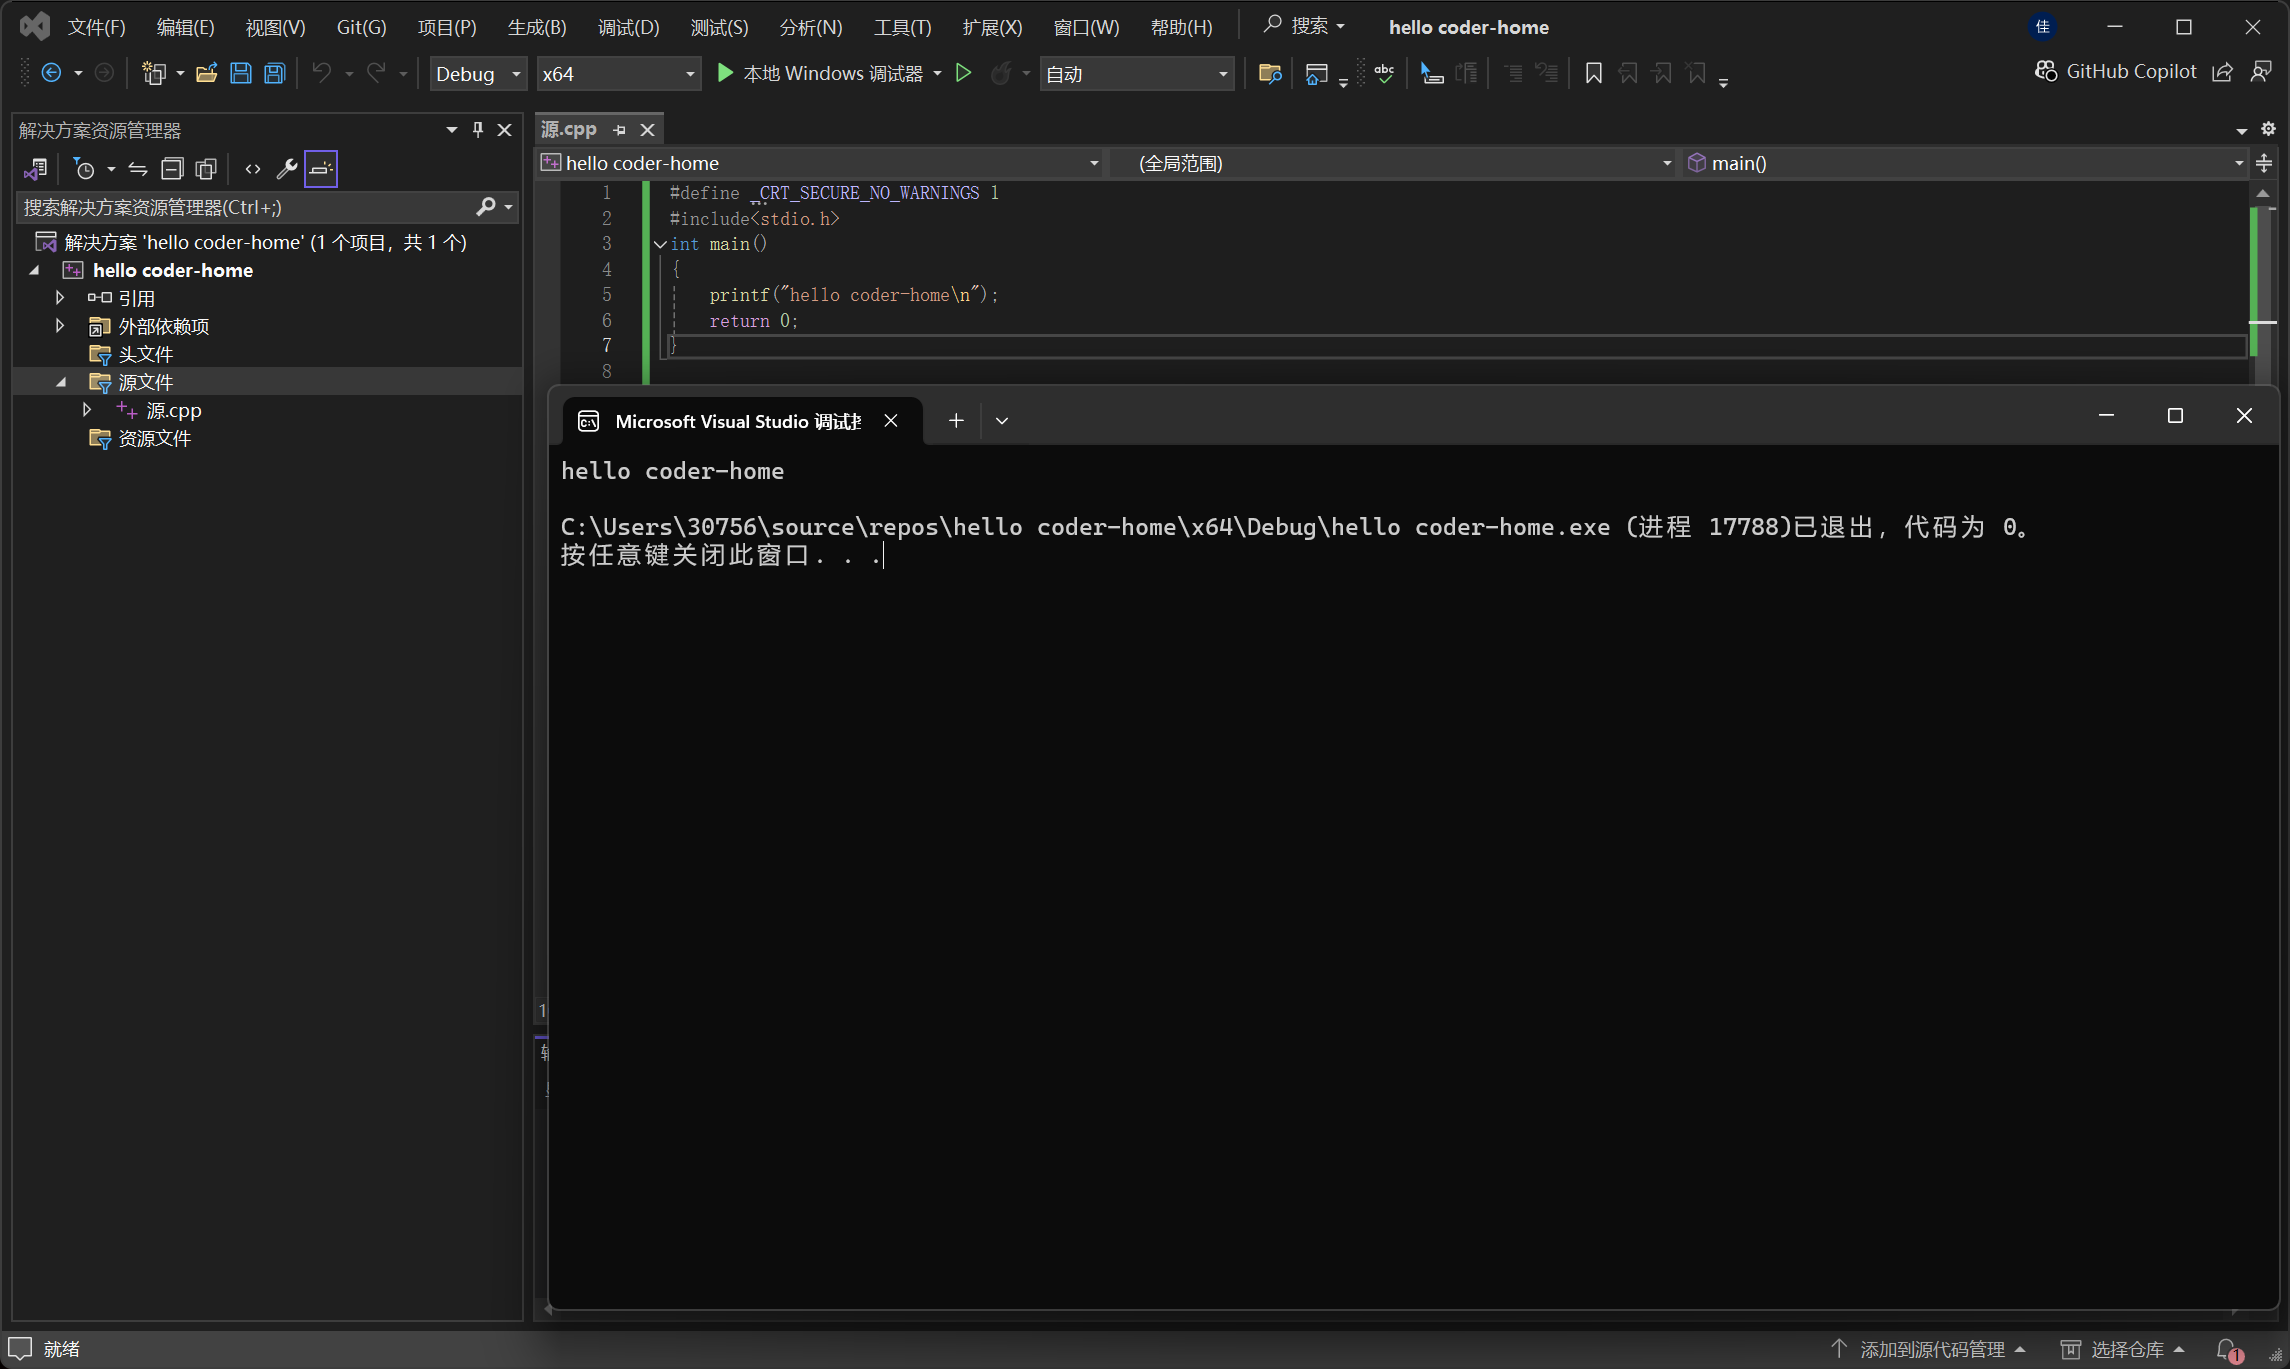 文件(F) 编辑(E) 视图(V) Git(G) 项目(P) 生成(B) 调试(D) 测试(S) 分析(N) 工具(T) 扩展(X) 窗口(W) 帮助(H) 搜索 hello coder-home 佳
Debug x64 本地 Windows 调试器 自动 abc GitHub Copilot
解决方案资源管理器
搜索解决方案资源管理器(Ctrl+;)
解决方案 'hello coder-home' (1 个项目，共 1 个)
hello coder-home
引用
外部依赖项
头文件
源文件
源.cpp
资源文件
源.cpp
hello coder-home (全局范围) main()
1 #define _CRT_SECURE_NO_WARNINGS 1
2 #include<stdio.h>
3 int main()
4 {
5 printf("hello coder-home\n");
6 return 0;
7 }
8
Microsoft Visual Studio 调试
hello coder-home
C:\Users\30756\source\repos\hello coder-home\x64\Debug\hello coder-home.exe (进程 17788)已退出，代码为 0。
按任意键关闭此窗口. . .
就绪 添加到源代码管理 选择仓库 1